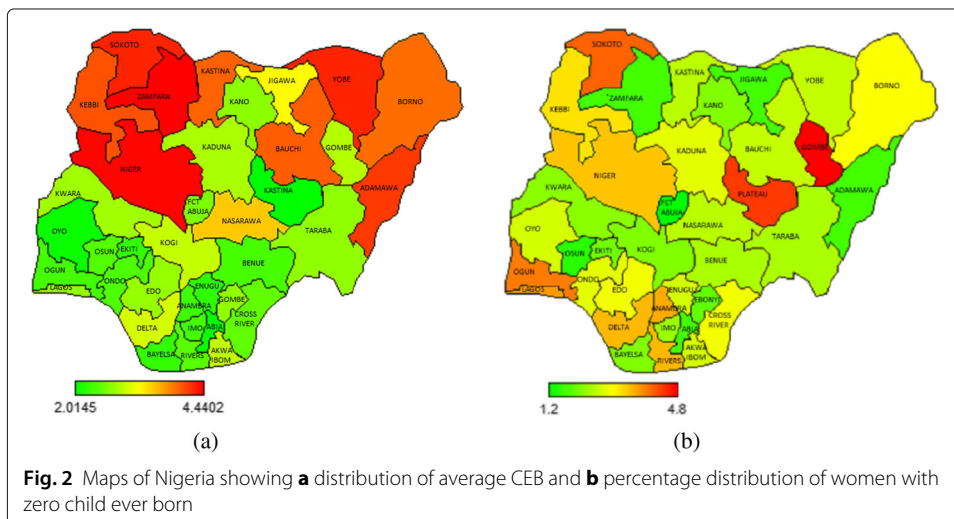 SOKOTO
KASTINA
JIGAWA
YOBE
BORNO
KEBBI
ZAMFARA
KANO
KADUNA
BAUCHI
GOMBE
NIGER
KASTINA
ADAMAWA
KWARA
FCT
ABUJA
NASARAWA
TARABA
OYO
KOGI
OSUN
EKITI
BENUE
OGUN
ONDO
EDO
ENUGU
LAGOS
ANAMBRA
GOMBE
DELTA
IMO
ABIA
CROSS
RIVER
BAYELSA
RIVERS
AKWA
IBOM
2.0145
4.4402
(a)
SOKOTO
KASTINA
JIGAWA
YOBE
BORNO
KEBBI
ZAMFARA
KANO
KADUNA
BAUCHI
GOMBE
NIGER
PLATEAU
ADAMAWA
KWARA
FCT
ABUJA
NASARAWA
TARABA
OYO
KOGI
OSUN
EKITI
BENUE
OGUN
ONDO
EDO
ENUGU
LAGOS
ANAMBRA
EBONYI
DELTA
IMO
ABIA
CROSS
RIVER
BAYELSA
RIVERS
AKWA
IBOM
1.2
4.8
(b)
Fig. 2 Maps of Nigeria showing a distribution of average CEB and b percentage distribution of women with
zero child ever born